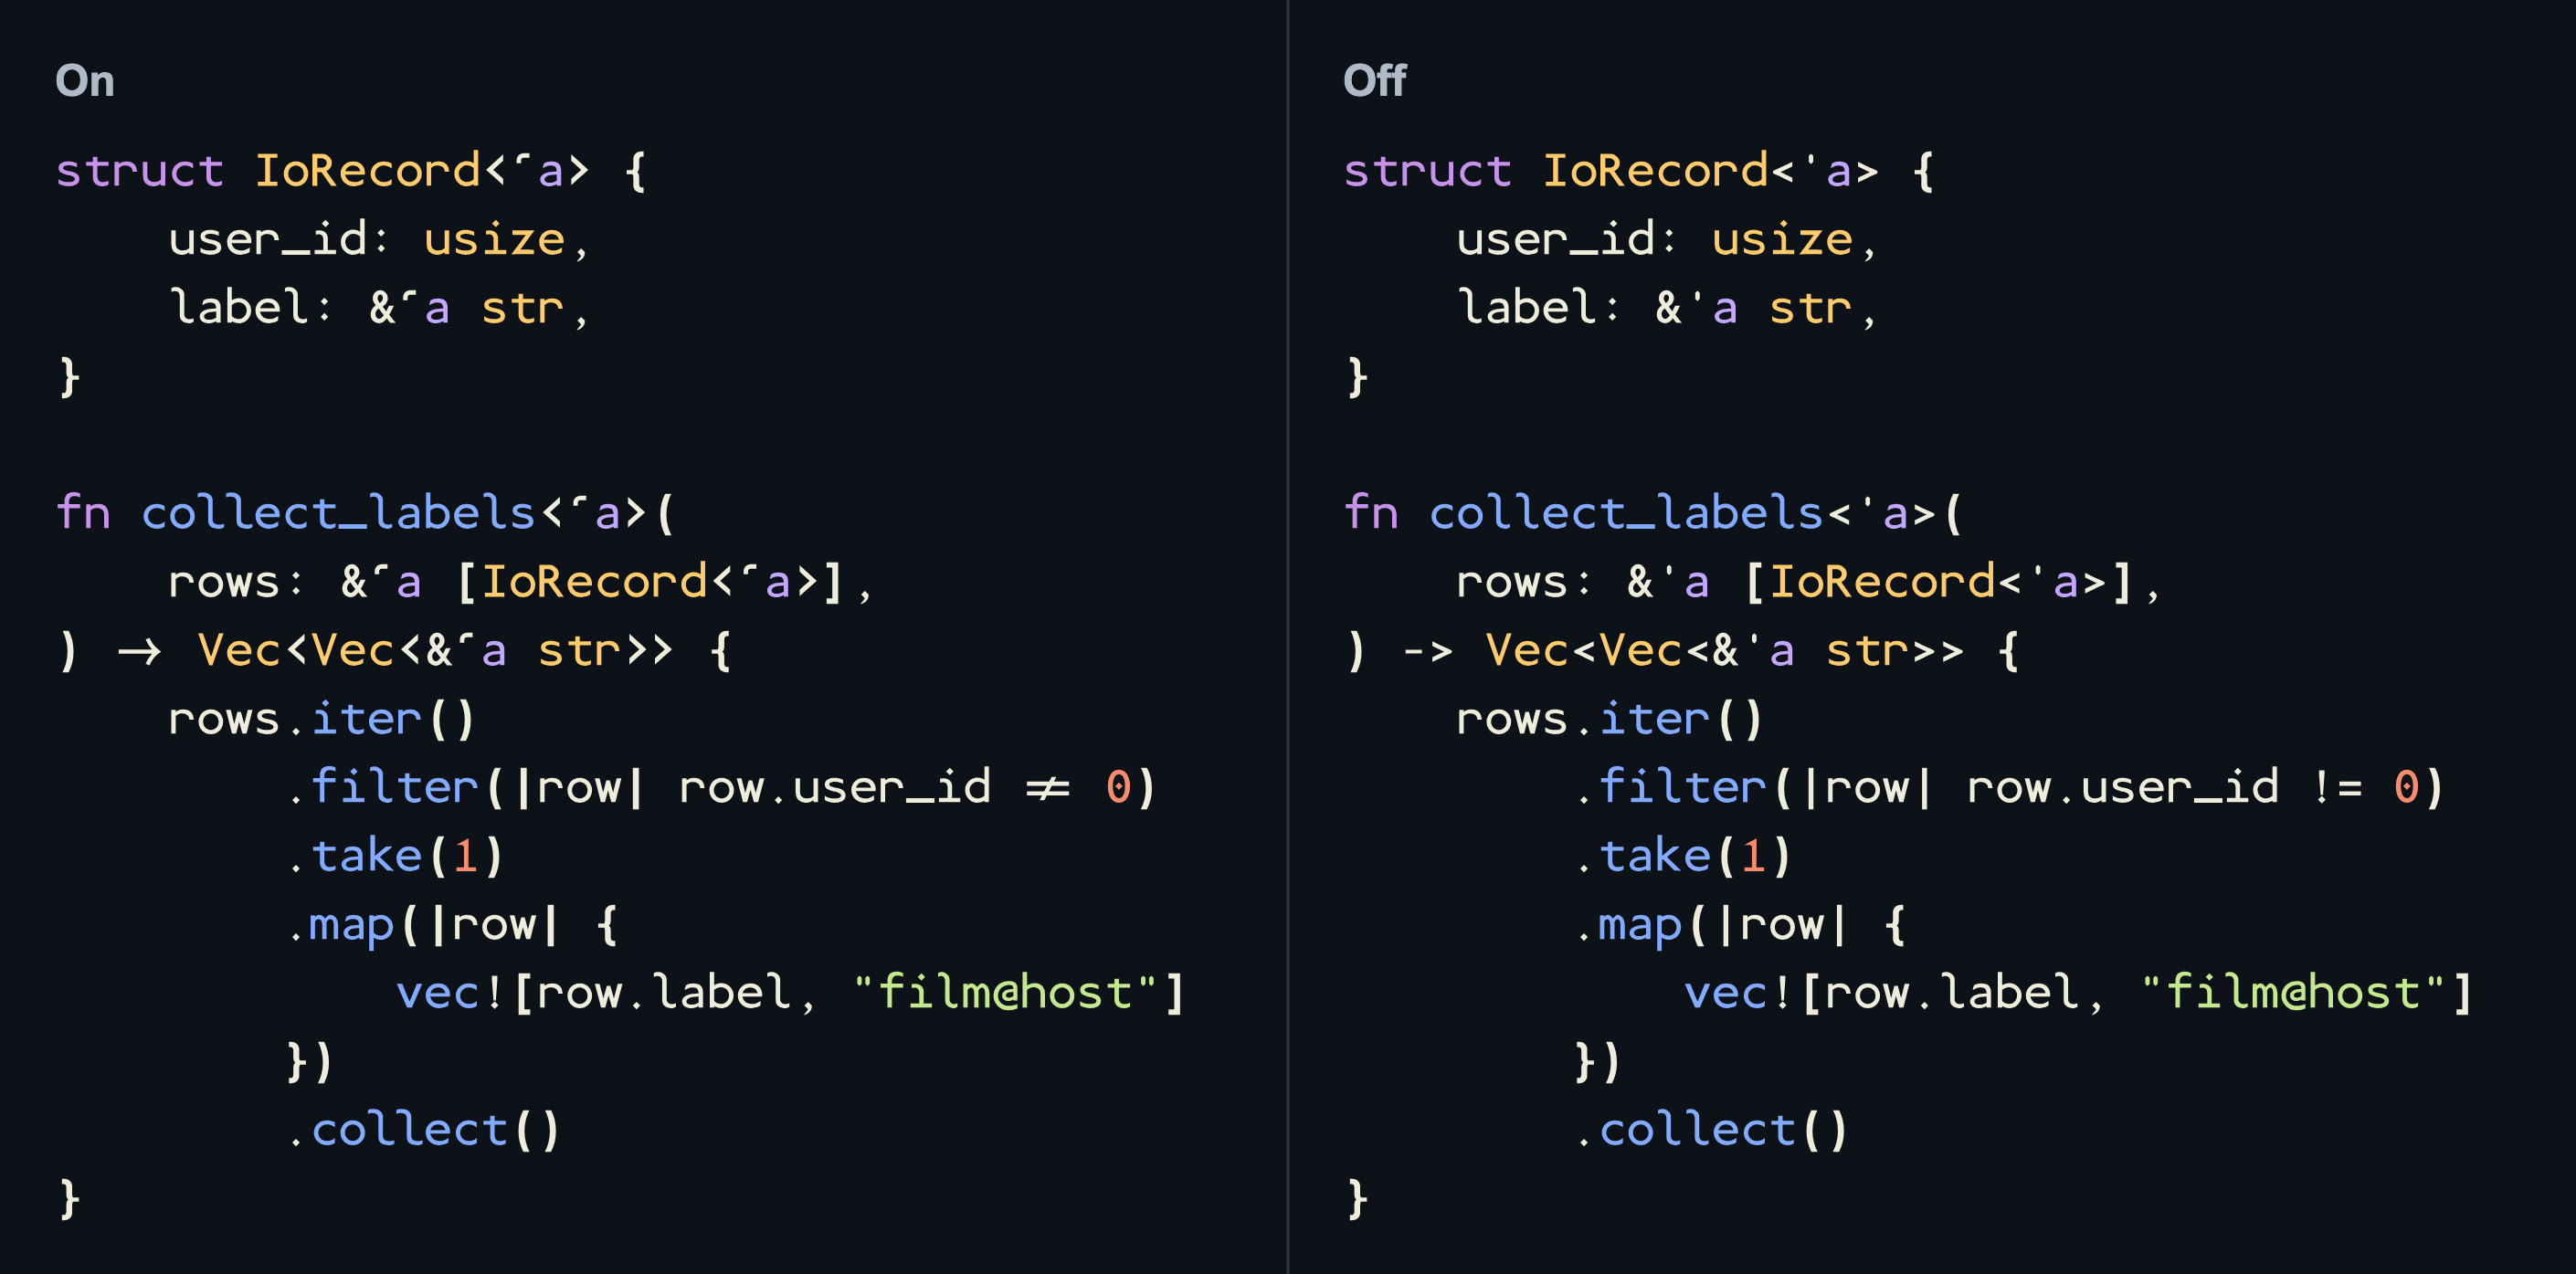 On
struct IoRecord<'a> {
    user_id: usize,
    label: &'a str,
}

fn collect_labels<'a>(
    rows: &'a [IoRecord<'a>],
) -> Vec<Vec<&'a str>> {
    rows.iter()
        .filter(|row| row.user_id != 0)
        .take(1)
        .map(|row| {
            vec![row.label, "film@host"]
        })
        .collect()
}
Off
struct IoRecord<'a> {
    user_id: usize,
    label: &'a str,
}

fn collect_labels<'a>(
    rows: &'a [IoRecord<'a>],
) -> Vec<Vec<&'a str>> {
    rows.iter()
        .filter(|row| row.user_id != 0)
        .take(1)
        .map(|row| {
            vec![row.label, "film@host"]
        })
        .collect()
}